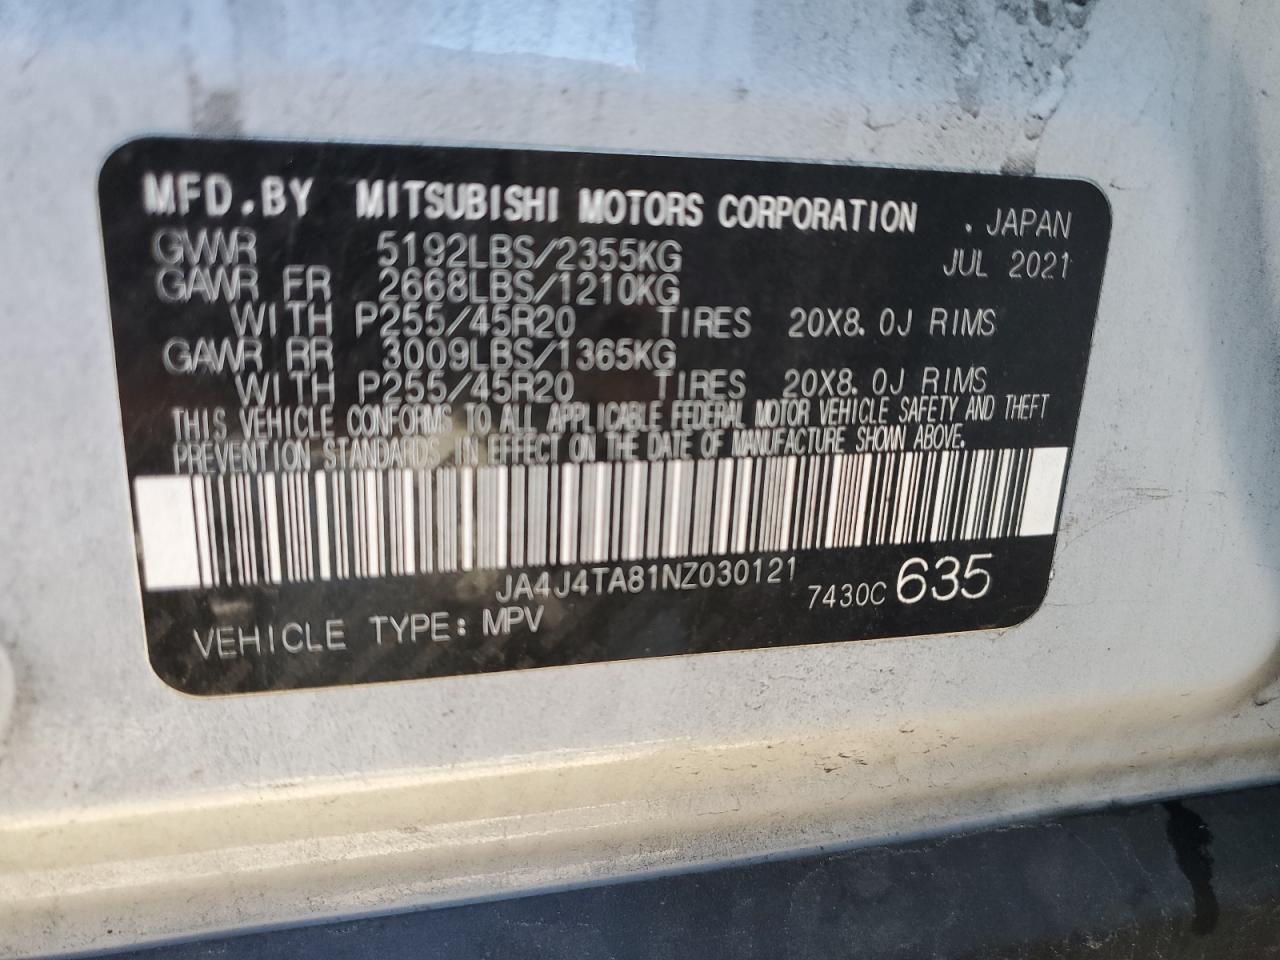 MFD.BY MITSUBISHI MOTORS CORPORATION . JAPAN
GVWR 5192LBS/2355KG JUL 2021
GAWR FR 2668LBS/1210KG
WITH P255/45R20 TIRES 20X8.0J RIMS
GAWR RR 3009LBS/1365KG
WITH P255/45R20 TIRES 20X8.0J RIMS
THIS VEHICLE CONFORMS TO ALL APPLICABLE FEDERAL MOTOR VEHICLE SAFETY AND THEFT
PREVENTION STANDARDS IN EFFECT ON THE DATE OF MANUFACTURE SHOWN ABOVE.
JA4J4TA81NZ030121 7430C 635
VEHICLE TYPE: MPV